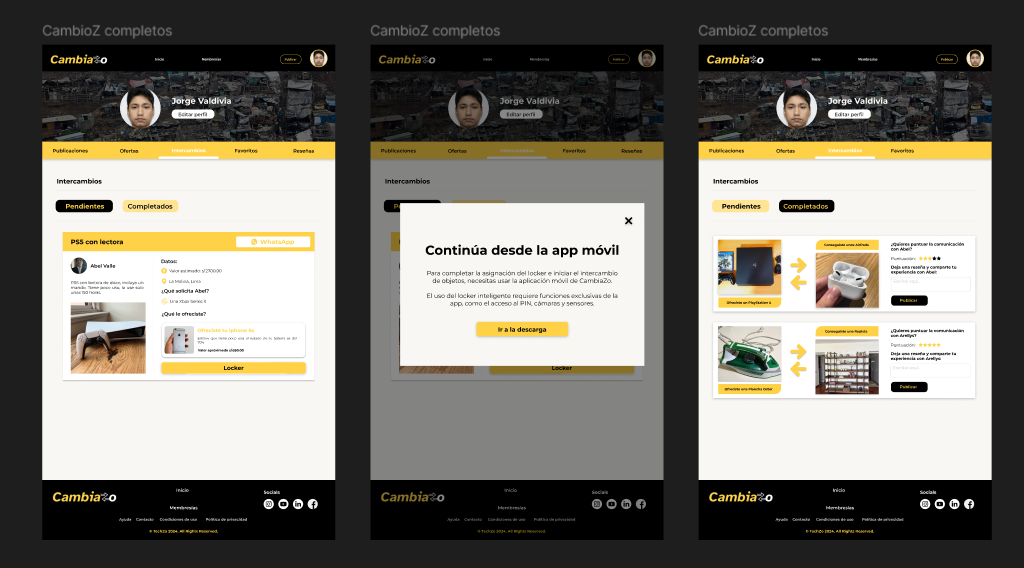 CambioZ completos
CambiaZo
Inicio
Membresías
Publicar
Jorge Valdivia
Editar perfil
Publicaciones
Ofertas
Intercambios
Favoritos
Reseñas
Intercambios
Pendientes
Completados
PS5 con lectora
WhatsApp
Abel Valle
PS5 con lectora de disco, incluye un
mando. Tiene poco uso, la use solo
unas 150 horas.
Datos:
Valor estimado: s/2700.00
La Molina, Lima
¿Qué solicita Abel?
Una Xbox Series X
¿Qué le ofreciste?
Ofreciste tu Iphone 6s
Locker
CambiaZo
Inicio
Membresías
Ayuda
Contacto
Condiciones de uso
Política de privacidad
Socials
© TechZo 2024. All Rights Reserved.
CambioZ completos
CambiaZo
Inicio
Membresías
Publicar
Jorge Valdivia
Editar perfil
Publicaciones
Ofertas
Intercambios
Favoritos
Reseñas
Intercambios
Continúa desde la app móvil
Para completar la asignación del locker e iniciar el intercambio
de objetos, necesitas usar la aplicación móvil de CambiaZo.
El uso del locker inteligente requiere funciones exclusivas de la
app, como el acceso al PIN, cámaras y sensores.
Ir a la descarga
Locker
CambiaZo
Inicio
Membresías
Ayuda
Contacto
Condiciones de uso
Política de privacidad
Socials
© TechZo 2024. All Rights Reserved.
CambioZ completos
CambiaZo
Inicio
Membresías
Publicar
Jorge Valdivia
Editar perfil
Publicaciones
Ofertas
Intercambios
Favoritos
Intercambios
Pendientes
Completados
Ofreciste un PlayStation 4
Conseguiste unos AirPods
¿Quieres puntuar la comunicación
con Abel?
Puntuación:
Deja una reseña y comparte tu
experiencia con Abel:
Publicar
Conseguiste una Repisa
¿Quieres puntuar la comunicación
con Arellys?
Puntuación:
Deja una reseña y comparte tu
experiencia con Arellys:
Publicar
CambiaZo
Inicio
Membresías
Ayuda
Contacto
Condiciones de uso
Política de privacidad
Socials
© TechZo 2024. All Rights Reserved.